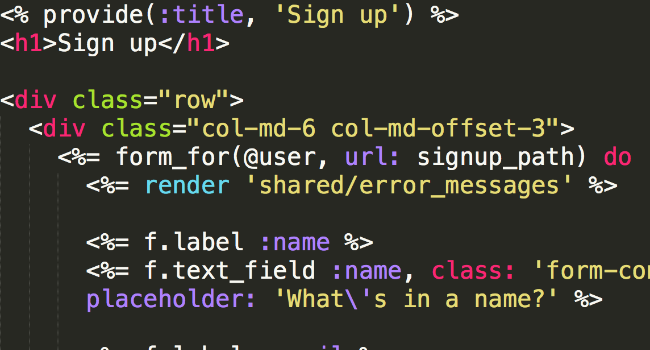 <% provide(:title, 'Sign up') %>
<h1>Sign up</h1>
<div class="row">
<div class="col-md-6 col-md-offset-3">
<%= form_for(@user, url: signup_path) do
<%= render 'shared/error_messages' %>
<%= f.label :name %>
<%= f.text_field :name, class: 'form-con
placeholder: 'What\'s in a name?' %>